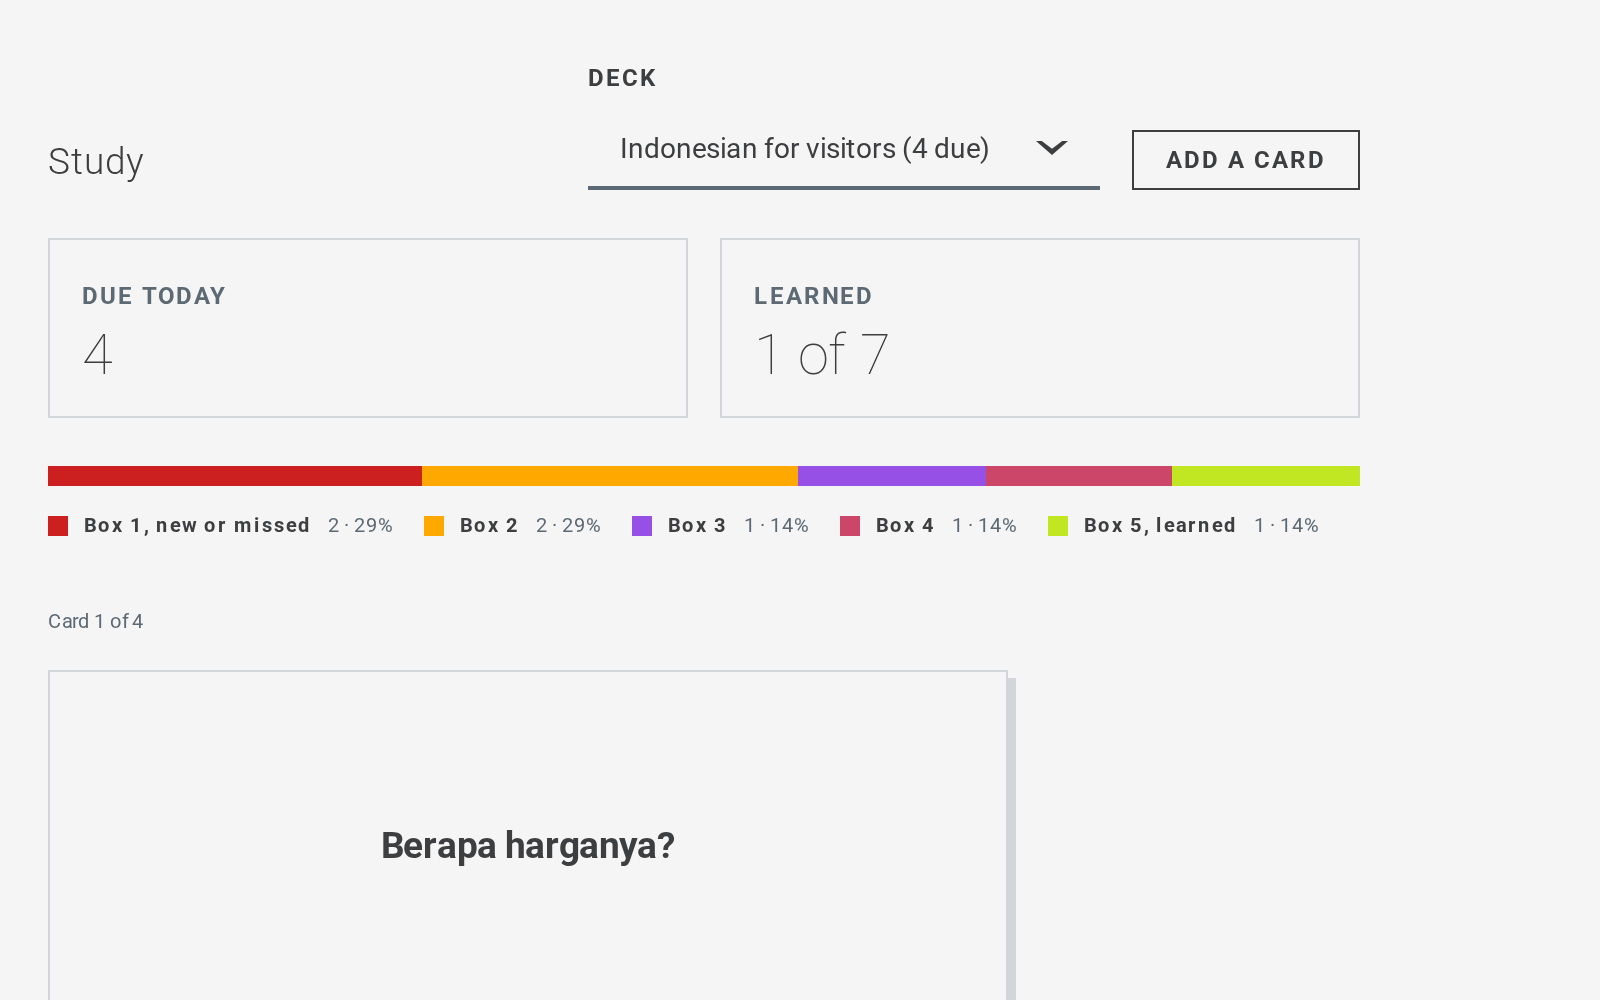 DECK
Study
Indonesian for visitors (4 due)
ADD A CARD
DUE TODAY
4
LEARNED
1 of 7
Box 1, new or missed 2 · 29%
Box 2 2 · 29%
Box 3 1 · 14%
Box 4 1 · 14%
Box 5, learned 1 · 14%
Card 1 of 4
Berapa harganya?